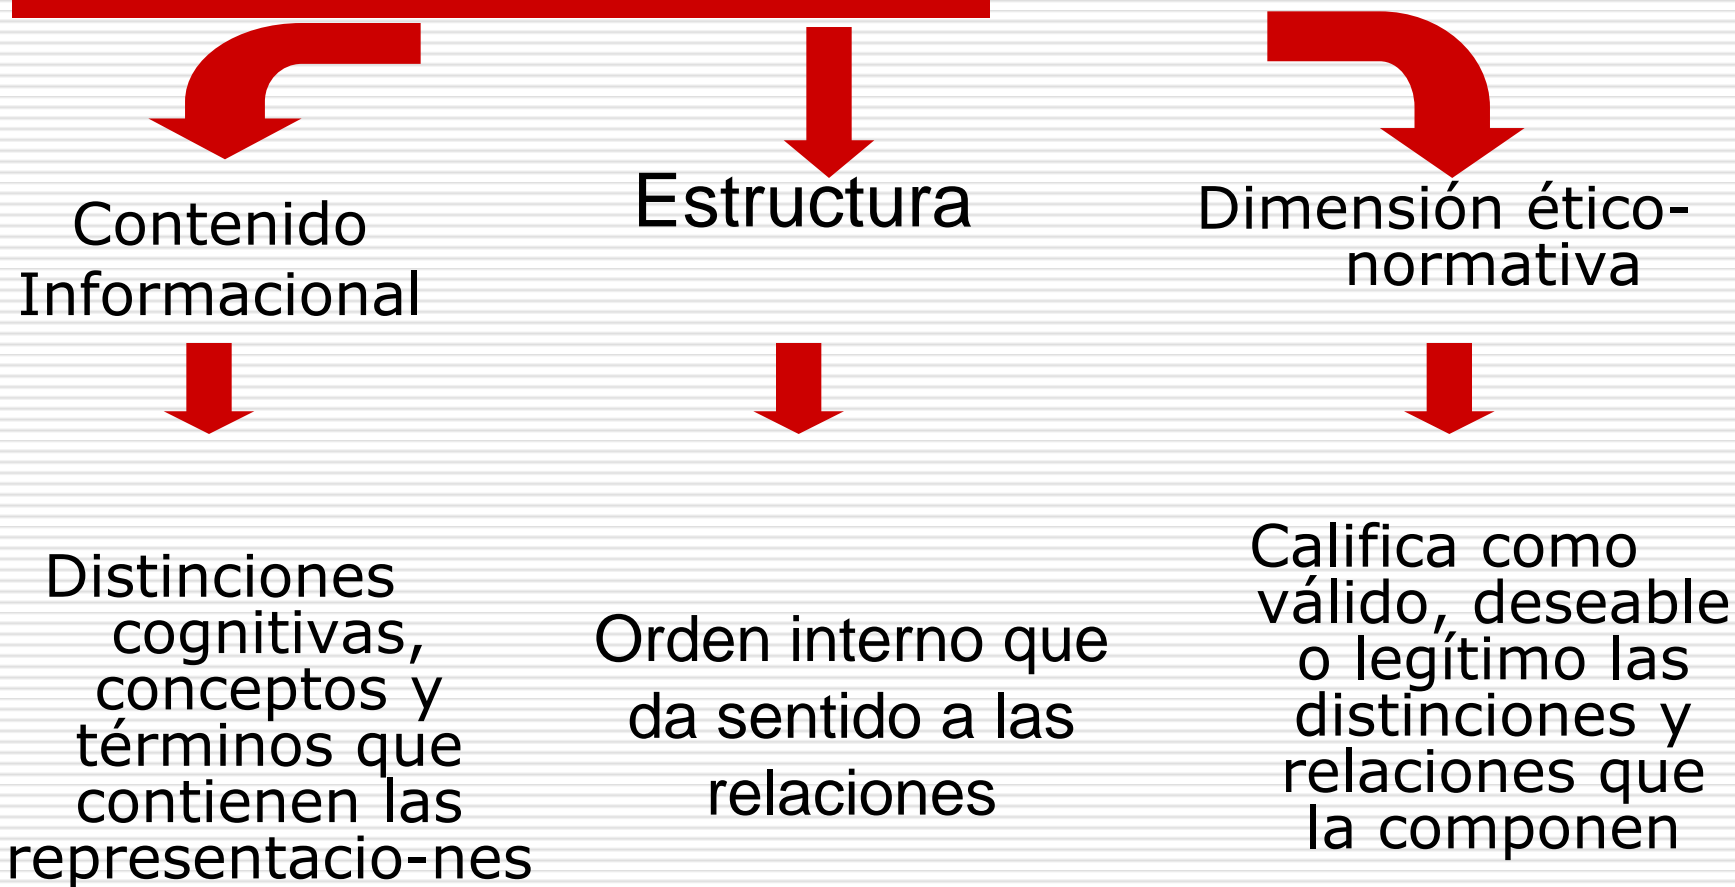 Contenido
Informacional
Estructura
Dimensión ético-
normativa
Distinciones
cognitivas,
conceptos y
términos que
contienen las
representacio-nes
Orden interno que
da sentido a las
relaciones
Califica como
válido, deseable
o legítimo las
distinciones y
relaciones que
la componen